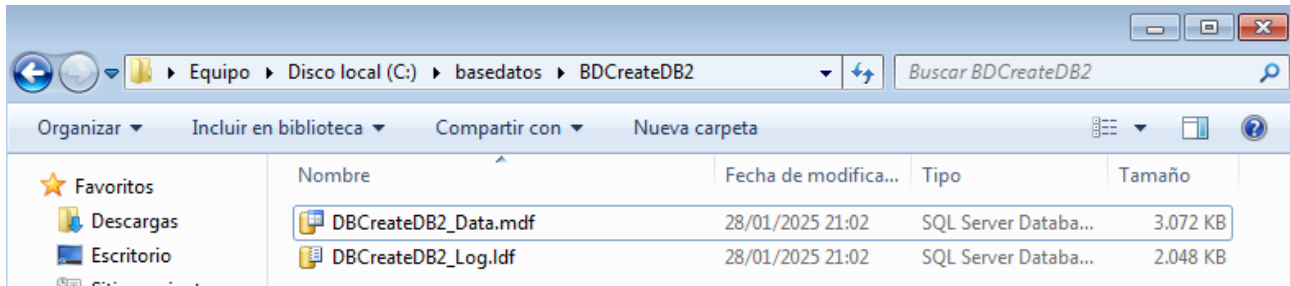 Equipo Disco local (C:) basedatos BDCreateDB2 Buscar BDCreateDB2
Organizar Incluir en biblioteca Compartir con Nueva carpeta
Favoritos Nombre Fecha de modifica... Tipo Tamaño
Descargas DBCreateDB2_Data.mdf 28/01/2025 21:02 SQL Server Databa... 3.072 KB
Escritorio DBCreateDB2_Log.ldf 28/01/2025 21:02 SQL Server Databa... 2.048 KB